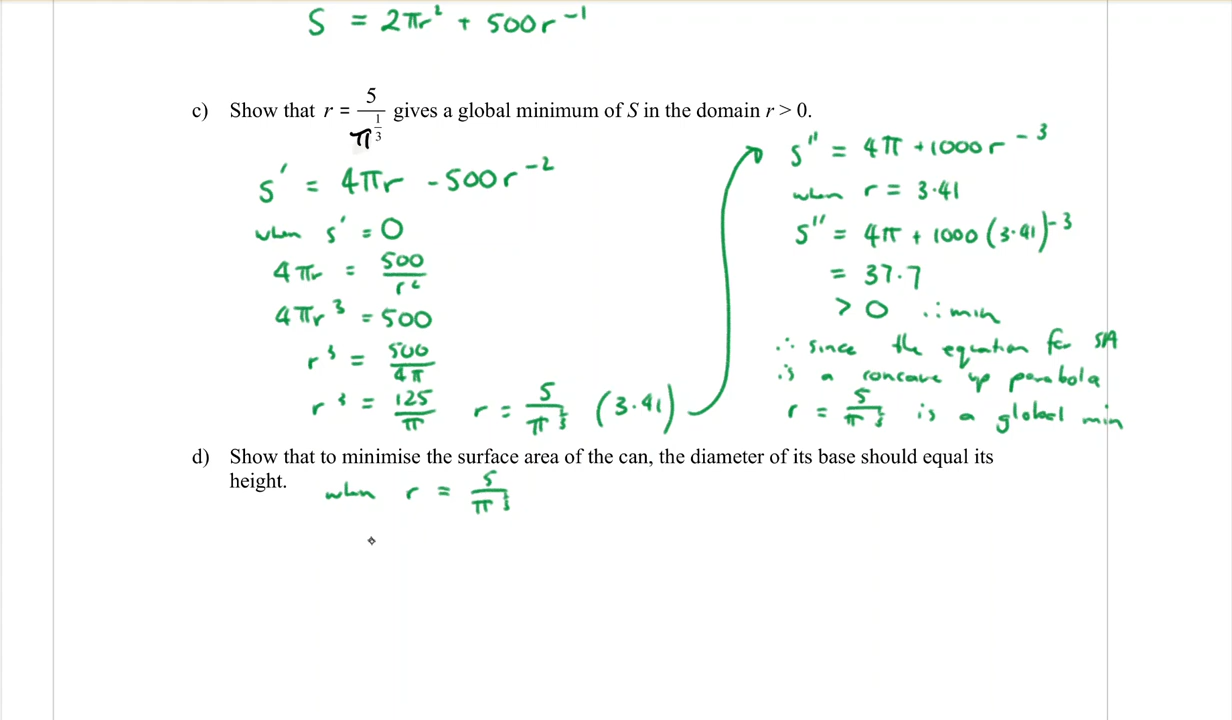 S = 2πr² + 500r⁻¹
c) Show that r = 5/π^(1/3) gives a global minimum of S in the domain r > 0.
S' = 4πr - 500r⁻²
when S' = 0
4πr = 500/r²
4πr³ = 500
r³ = 500/4π
r³ = 125/π r = 5/π^(1/3) (3.41)
S'' = 4π + 1000r⁻³
when r = 3.41
S'' = 4π + 1000(3.41)⁻³
= 37.7
> 0 ∴ min
∴ since the equation for SA
is a concave up parabola
r = 5/π^(1/3) is a global min
d) Show that to minimise the surface area of the can, the diameter of its base should equal its
height.
when r = 5/π^(1/3)